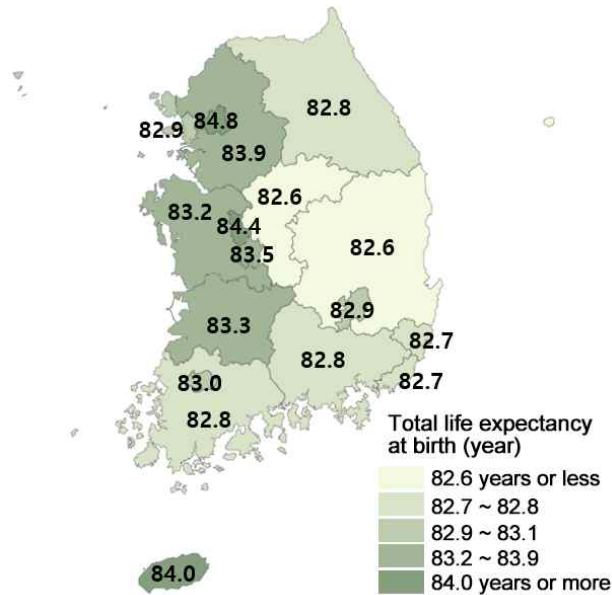 82.8
82.9
84.8
83.9
82.6
83.2
84.4
83.5
82.6
82.9
83.3
82.7
82.8
82.7
83.0
82.8
84.0
Total life expectancy
at birth (year)
82.6 years or less
82.7 ~ 82.8
82.9 ~ 83.1
83.2 ~ 83.9
84.0 years or more